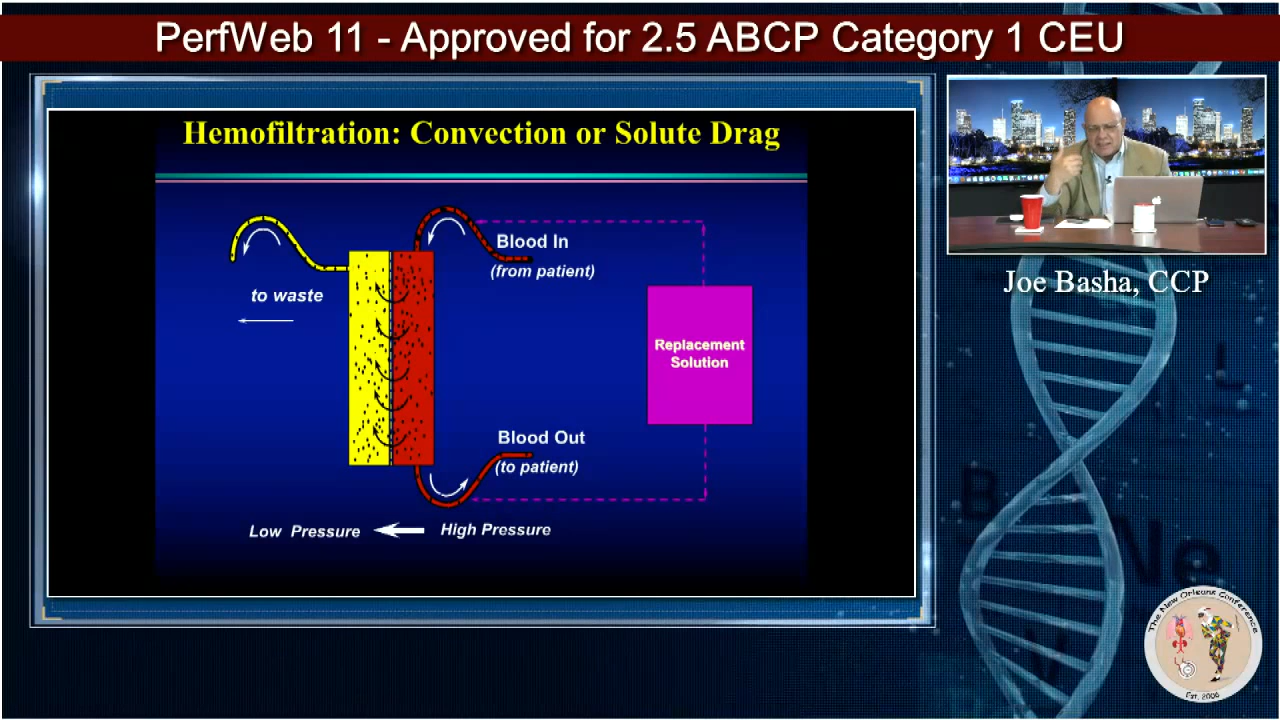 PerfWeb 11 - Approved for 2.5 ABCP Category 1 CEU
Hemofiltration: Convection or Solute Drag
Blood In
(from patient)
to waste
Replacement
Solution
Blood Out
(to patient)
Low Pressure
High Pressure
Joe Basha, CCP
The New Orleans Conference
Est. 2006
B
L
Ne